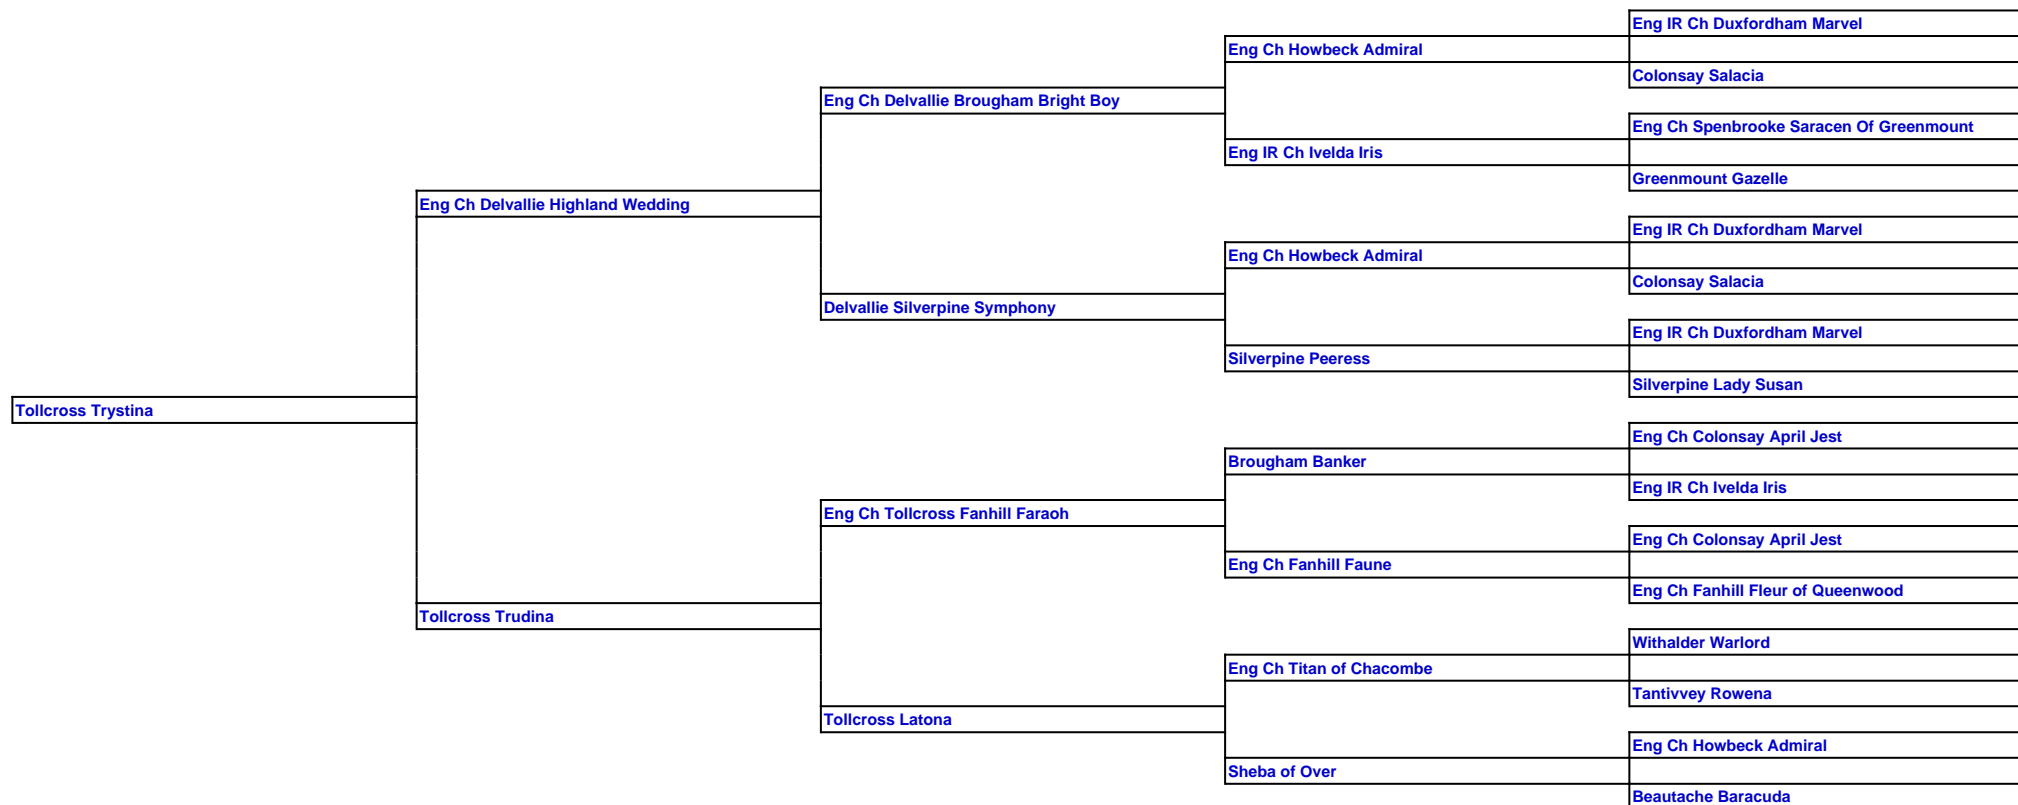 Eng IR Ch Duxfordham Marvel
Eng Ch Howbeck Admiral
Colonsay Salacia
Eng Ch Delvallie Brougham Bright Boy
Eng Ch Spenbrooke Saracen Of Greenmount
Eng IR Ch Ivelda Iris
Greenmount Gazelle
Eng Ch Delvallie Highland Wedding
Eng IR Ch Duxfordham Marvel
Eng Ch Howbeck Admiral
Colonsay Salacia
Delvallie Silverpine Symphony
Eng IR Ch Duxfordham Marvel
Silverpine Peeress
Silverpine Lady Susan
Tollcross Trystina
Eng Ch Colonsay April Jest
Brougham Banker
Eng IR Ch Ivelda Iris
Eng Ch Tollcross Fanhill Faraoh
Eng Ch Colonsay April Jest
Eng Ch Fanhill Faune
Eng Ch Fanhill Fleur of Queenwood
Tollcross Trudina
Withalder Warlord
Eng Ch Titan of Chacombe
Tantivvey Rowena
Tollcross Latona
Eng Ch Howbeck Admiral
Sheba of Over
Beautache Baracuda